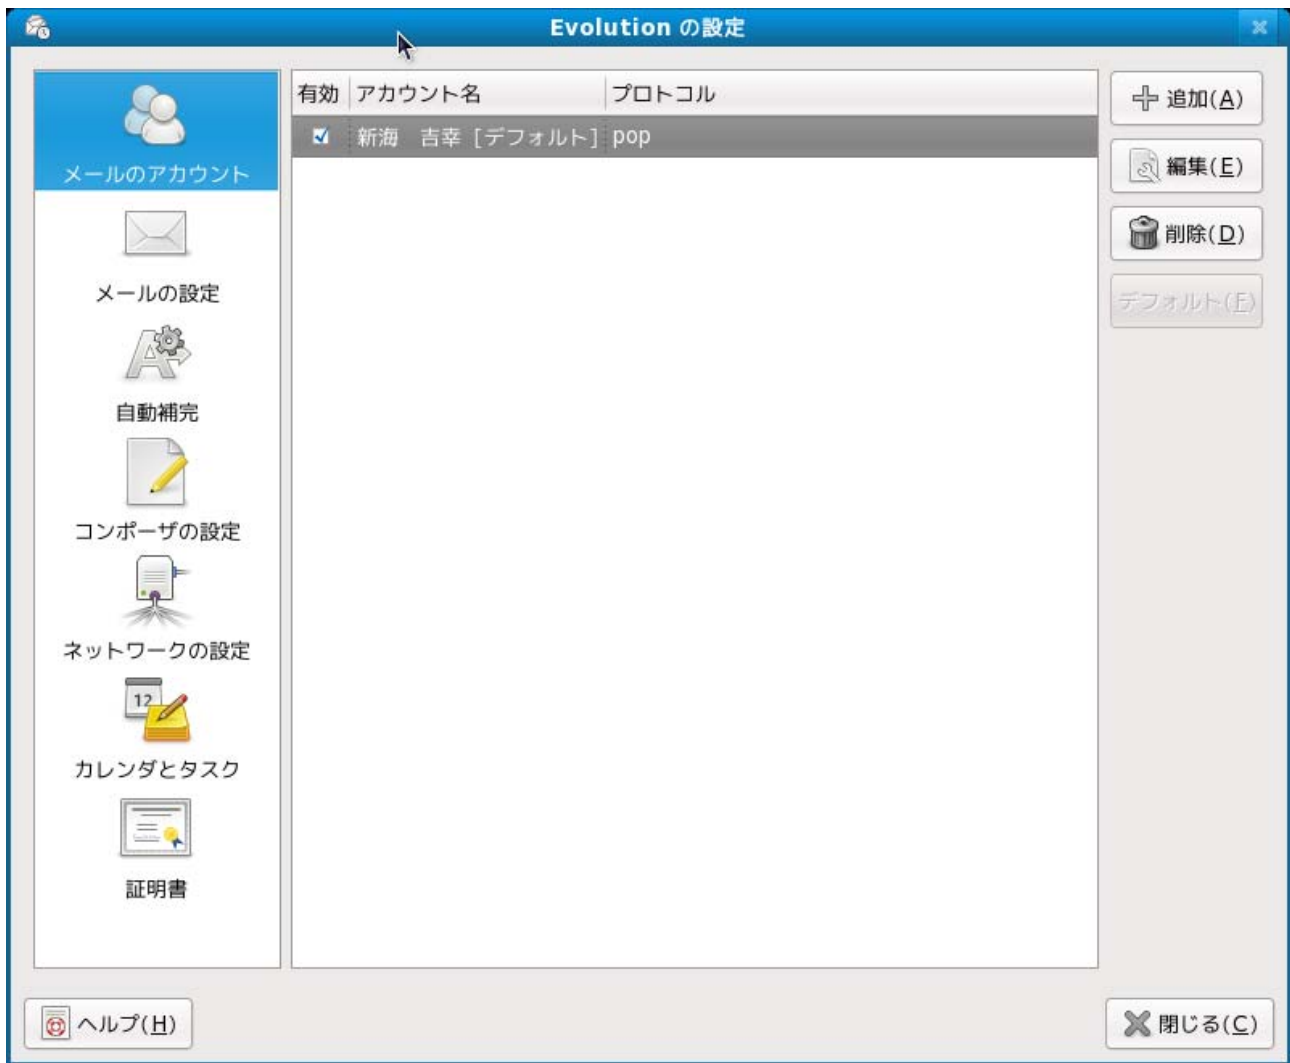 Evolution の設定
メールのアカウント
メールの設定
12
自動補完
コンポーザの設定
ネットワークの設定
カレンダとタスク
証明書
有効 アカウント名 プロトコル
新海　吉幸 [デフォルト] pop
追加(A)
編集(E)
削除(D)
デフォルト(F)
ヘルプ(H)
閉じる(C)